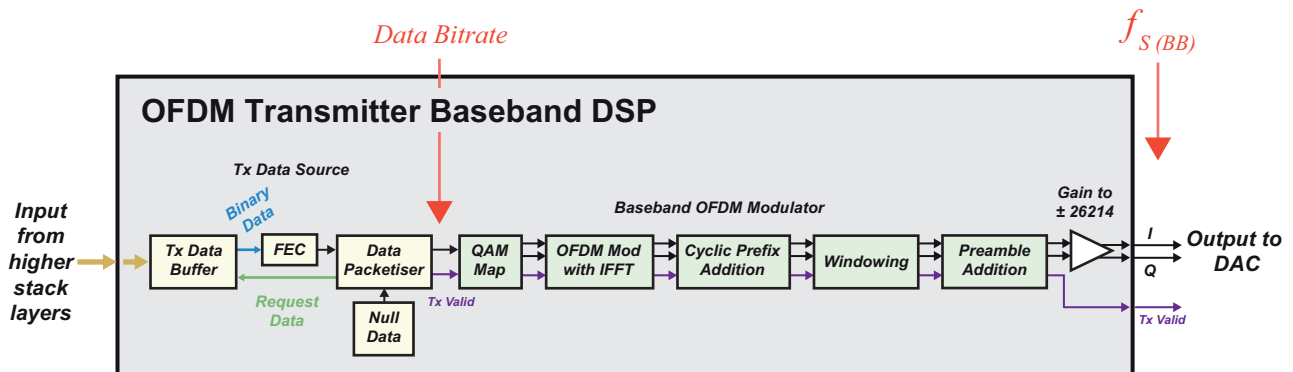 Data Bitrate
f S (BB)
OFDM Transmitter Baseband DSP
Tx Data Source
Binary
Data
Baseband OFDM Modulator
Gain to
± 26214
Input
from
higher
stack
layers
Tx Data
Buffer
FEC
Data
Packetiser
QAM
Map
OFDM Mod
with IFFT
Cyclic Prefix
Addition
Windowing
Preamble
Addition
I
Q
Output to
DAC
Request
Data
Null
Data
Tx Valid
Tx Valid